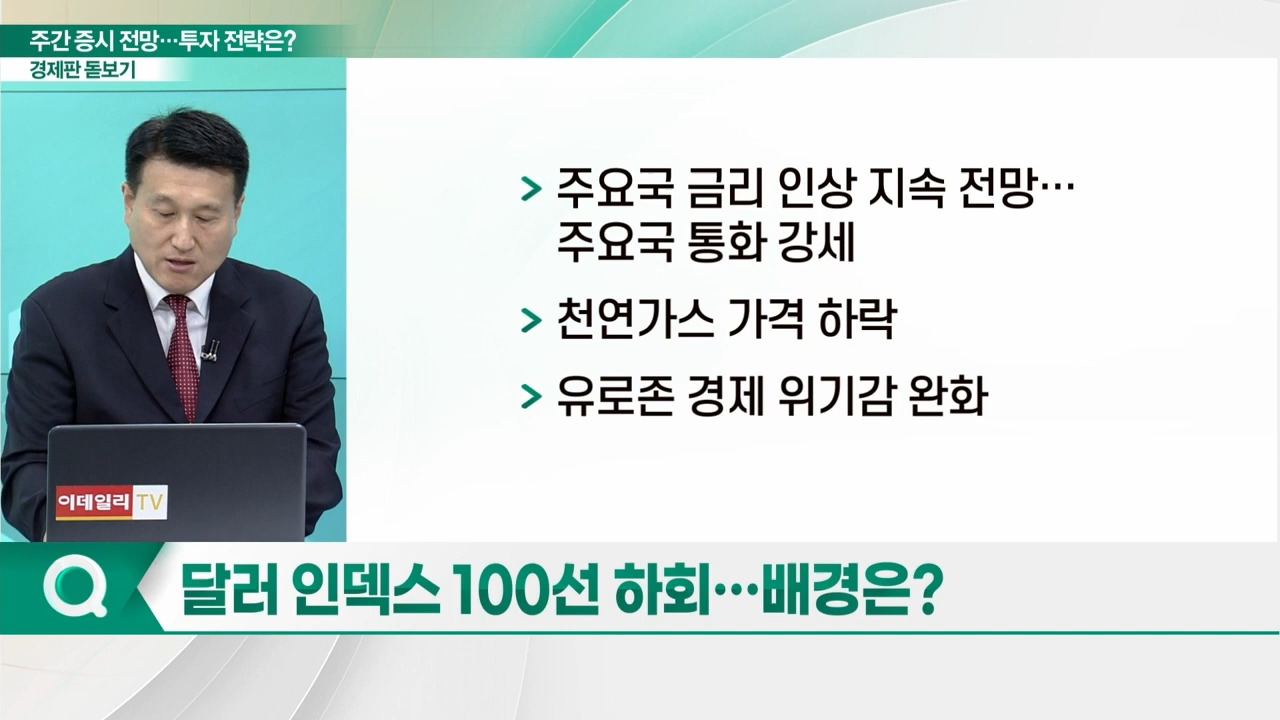 주간 증시 전망…투자 전략은?
경제판 돋보기
> 주요국 금리 인상 지속 전망…
주요국 통화 강세
> 천연가스 가격 하락
> 유로존 경제 위기감 완화
이데일리 TV
달러 인덱스 100선 하회…배경은?